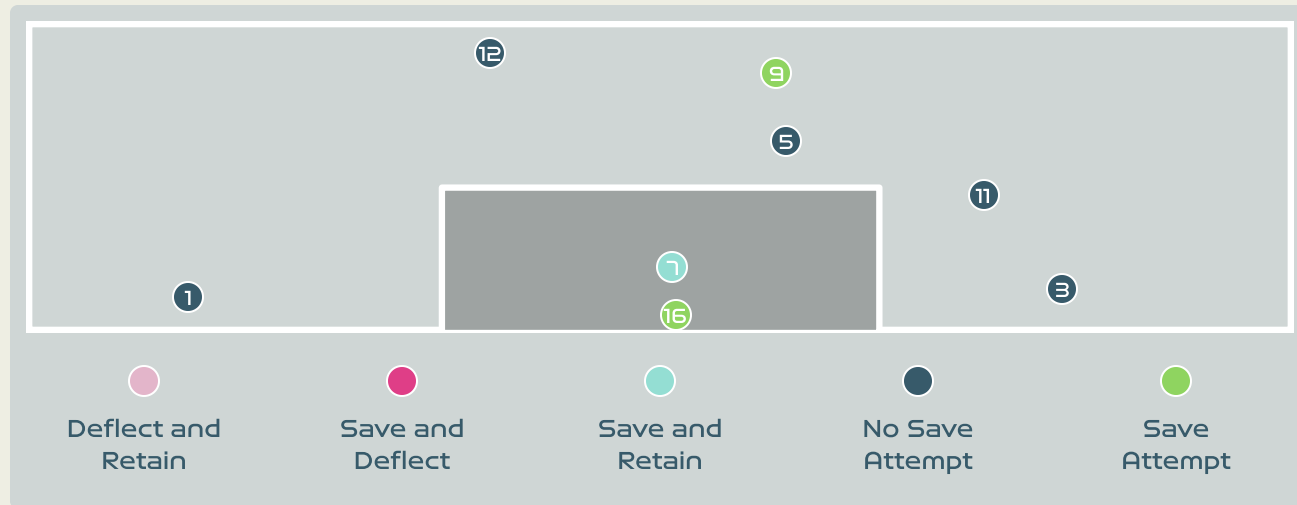 12
9
5
11
7
3
1
16
Deflect and
Retain
Save and
Deflect
Save and
Retain
No Save
Attempt
Save
Attempt